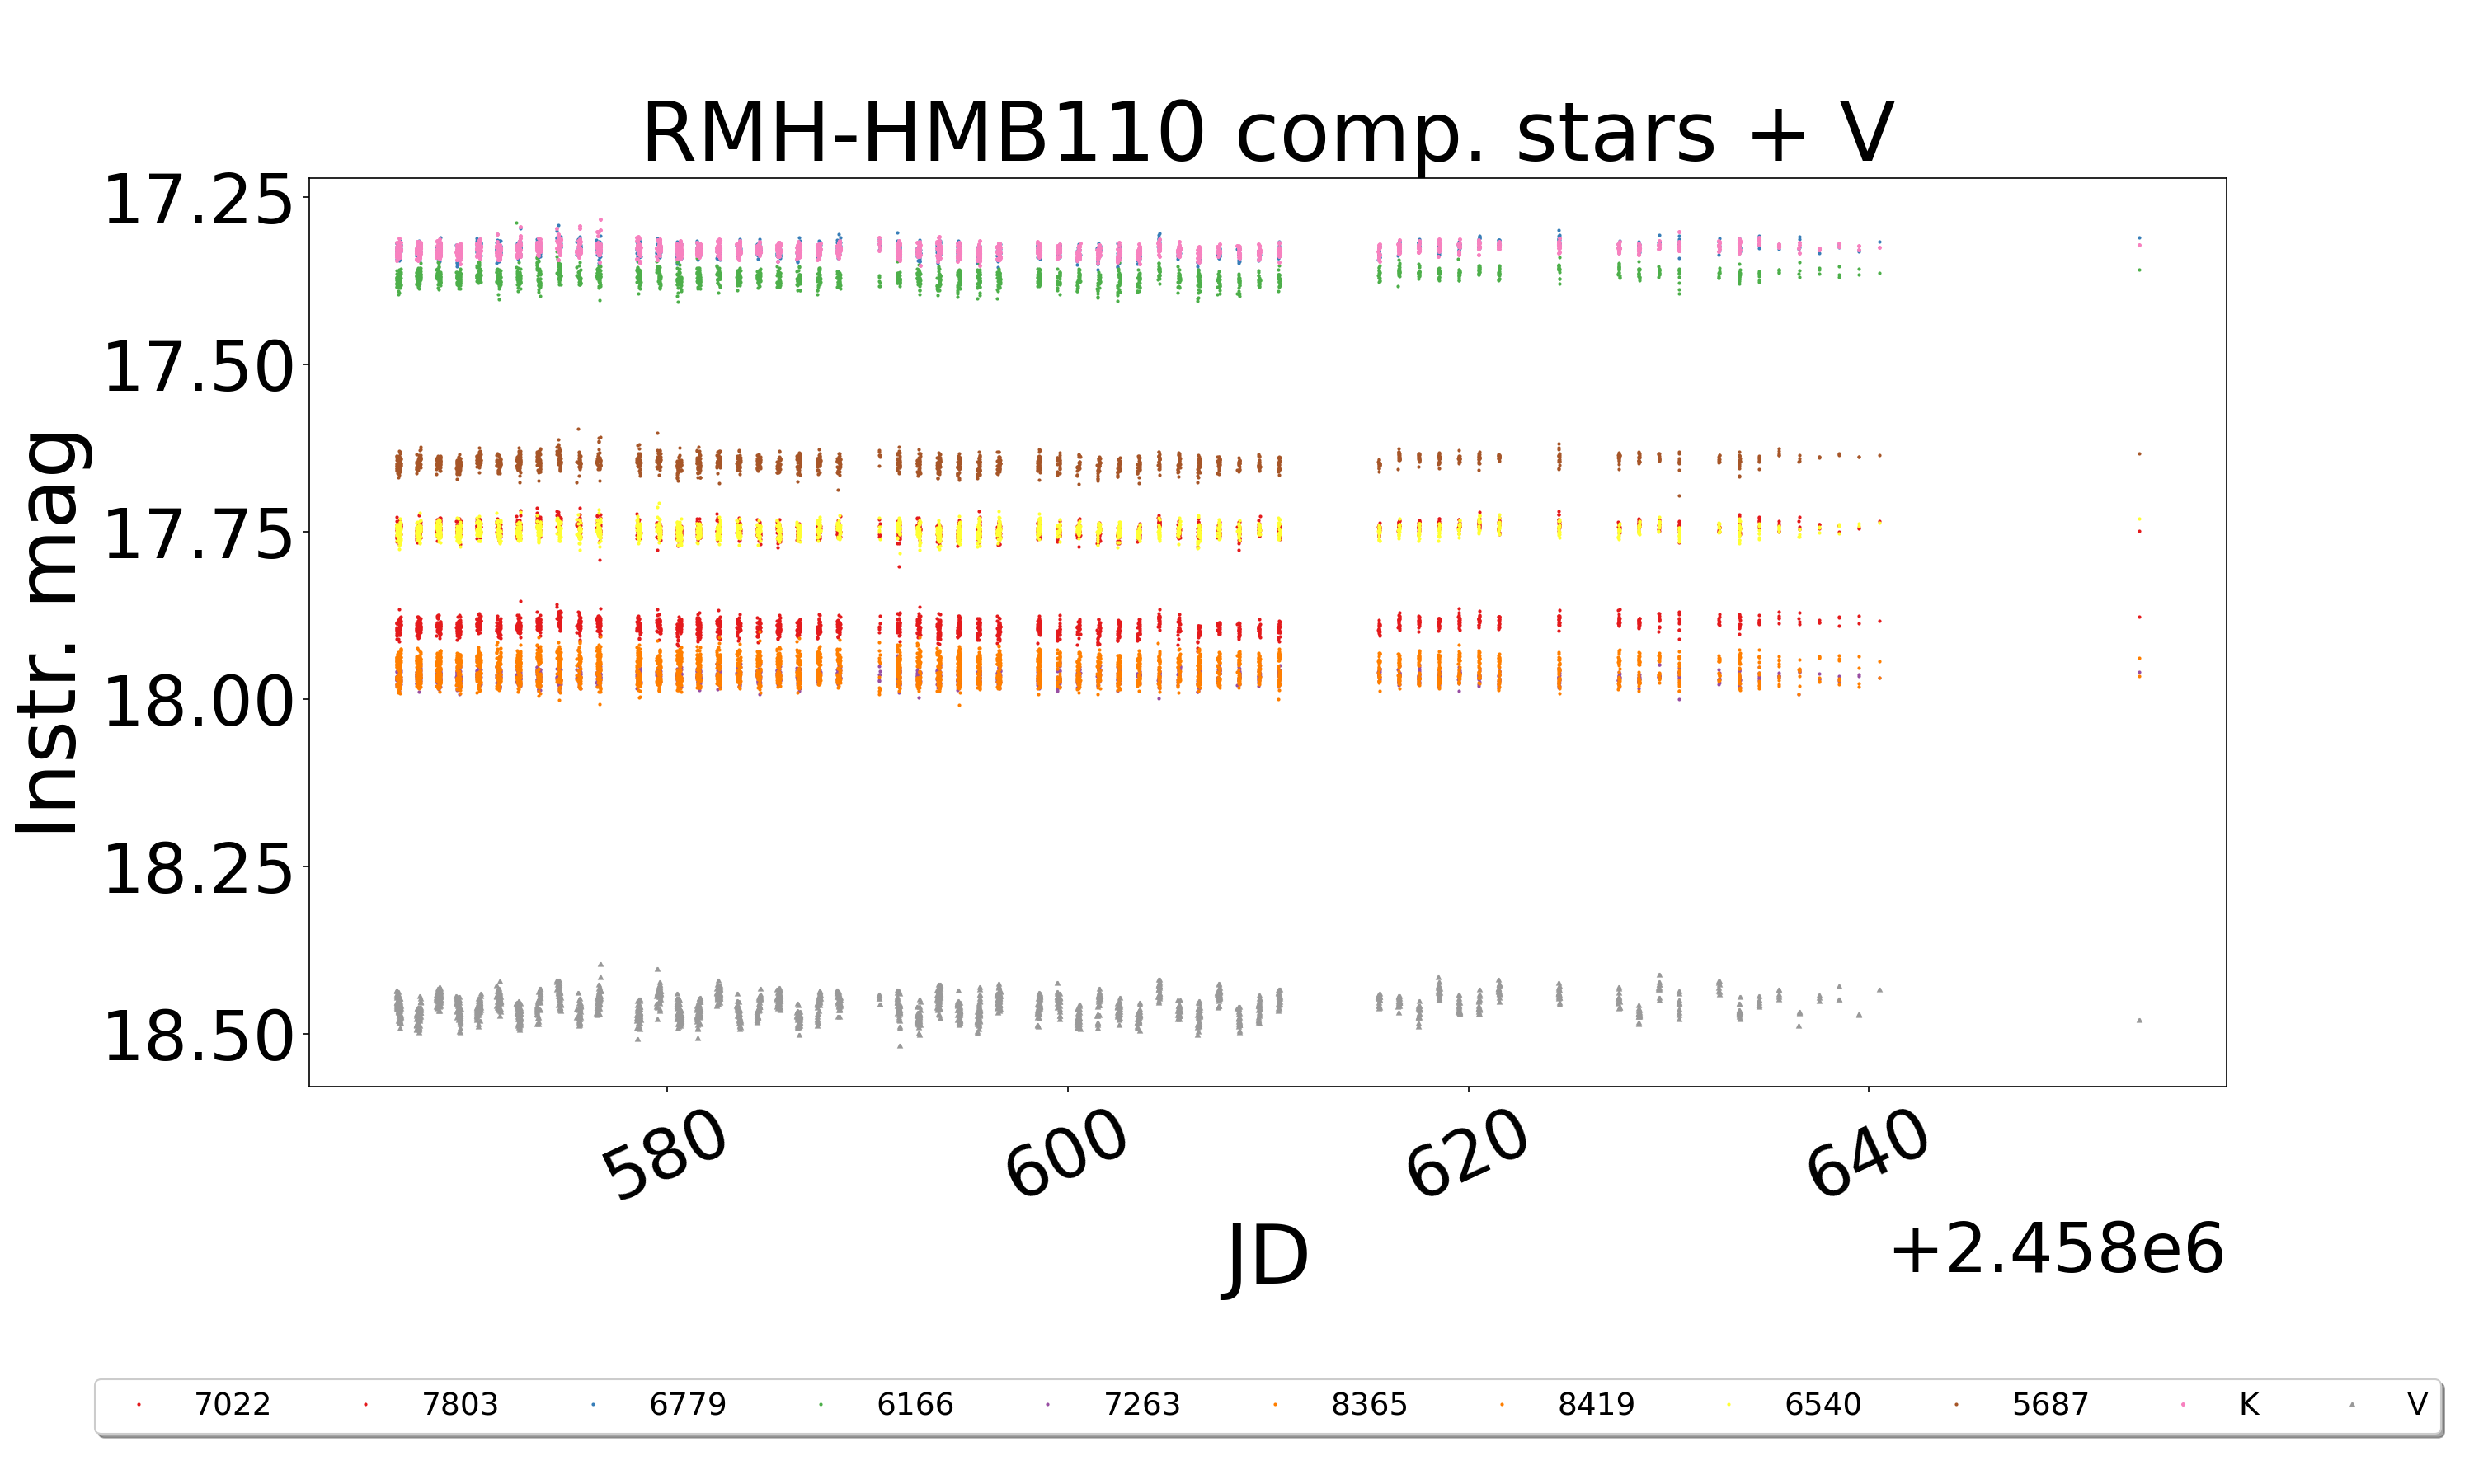 RMH-HMB110 comp. stars + V
17.25
17.50
17.75
18.00
18.25
18.50
Instr. mag
580 600 620 640
JD
+2.458e6
7022 7803 6779 6166 7263 8365 8419 6540 5687 K V